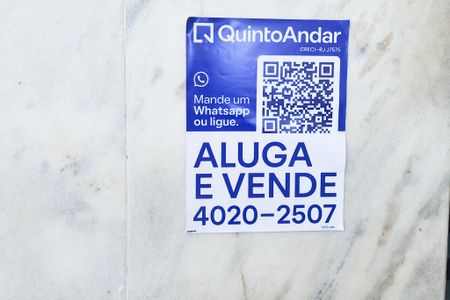 QuintoAndar
CRECI-RJ J7575
Mande um
Whatsapp
ou ligue.
ALUGA
E VENDE
4020-2507